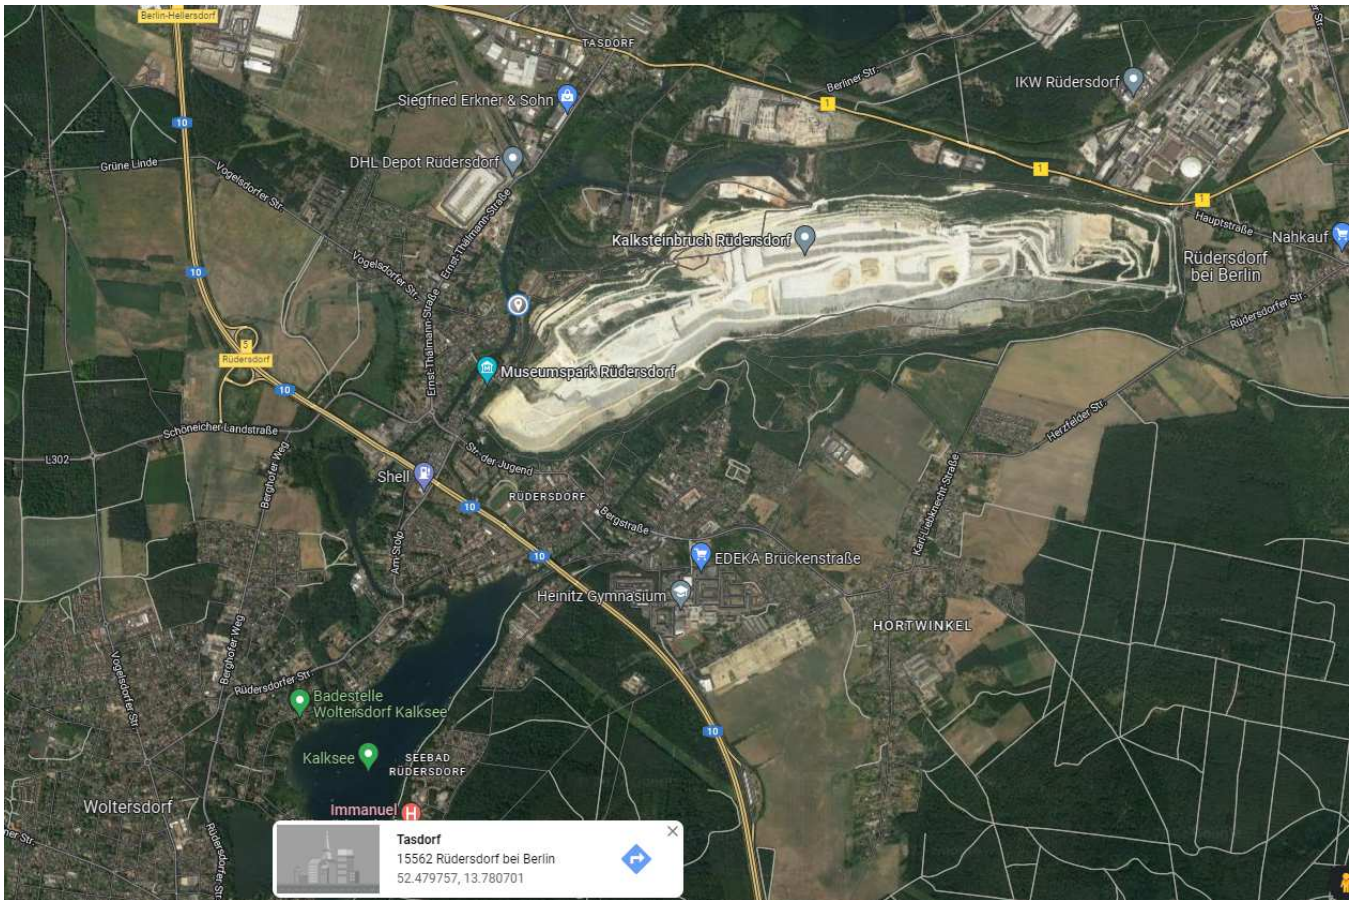 Berlin-Hellersdorf
TASDORF
Berliner Str.
IKW Rüdersdorf
Siegfried Erkner & Sohn
1
10
DHL Depot Rüdersdorf
Grüne Linde
Vogelsdorfer Str.
1
1
Ernst-Thälmann-Straße
Hauptstraße
Kalksteinbruch Rüdersdorf
Nahkauf
Rüdersdorf
bei Berlin
Vogelsdorfer Str.
10
Rüdersdorfer Str.
Ernst-Thälmann-Straße
5
Rüdersdorf
Museumspark Rüdersdorf
10
Herzfelder Str.
Schöneicher Landstraße
L302
Berghofer Weg
Str. der Jugend
Karl-Liebknecht-Straße
Shell
RÜDERSDORF
10
Bergstraße
Am Stolp
10
EDEKA Brückenstraße
Heinitz Gymnasium
HORTWINKEL
Berghofer Weg
Vogelsdorfer Str.
Rüdersdorfer Str.
Badestelle
Woltersdorf Kalksee
10
Kalksee
SEEBAD
RÜDERSDORF
Woltersdorf
Immanuel
H
Rüdersdorfer Str.
Tasdorf
15562 Rüdersdorf bei Berlin
52.479757, 13.780701